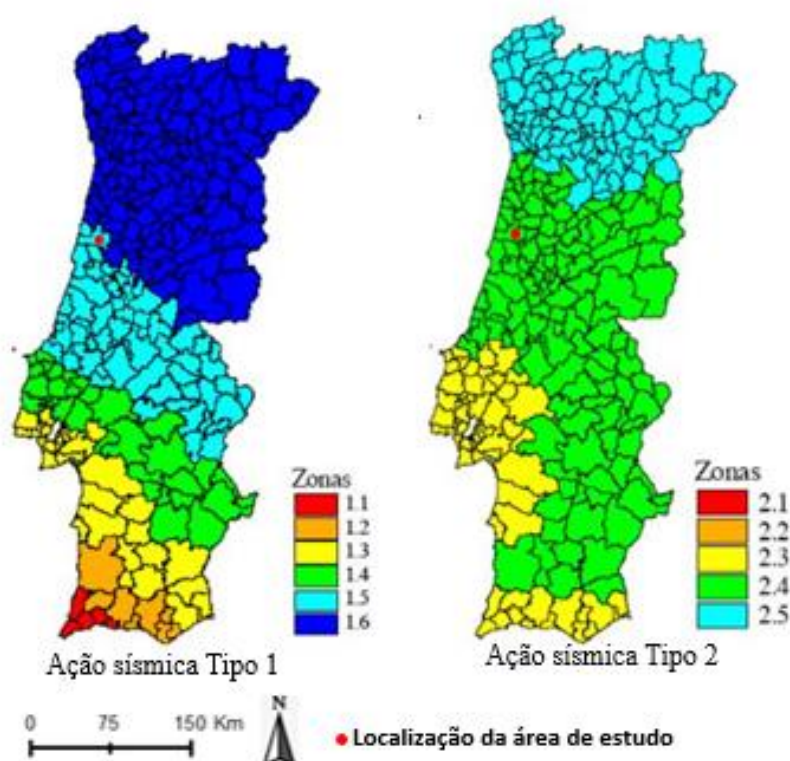 Zonas
1.1
1.2
1.3
1.4
1.5
1.6
Ação sísmica Tipo 1
Zonas
2.1
2.2
2.3
2.4
2.5
Ação sísmica Tipo 2
0 75 150 Km
N
Localização da área de estudo